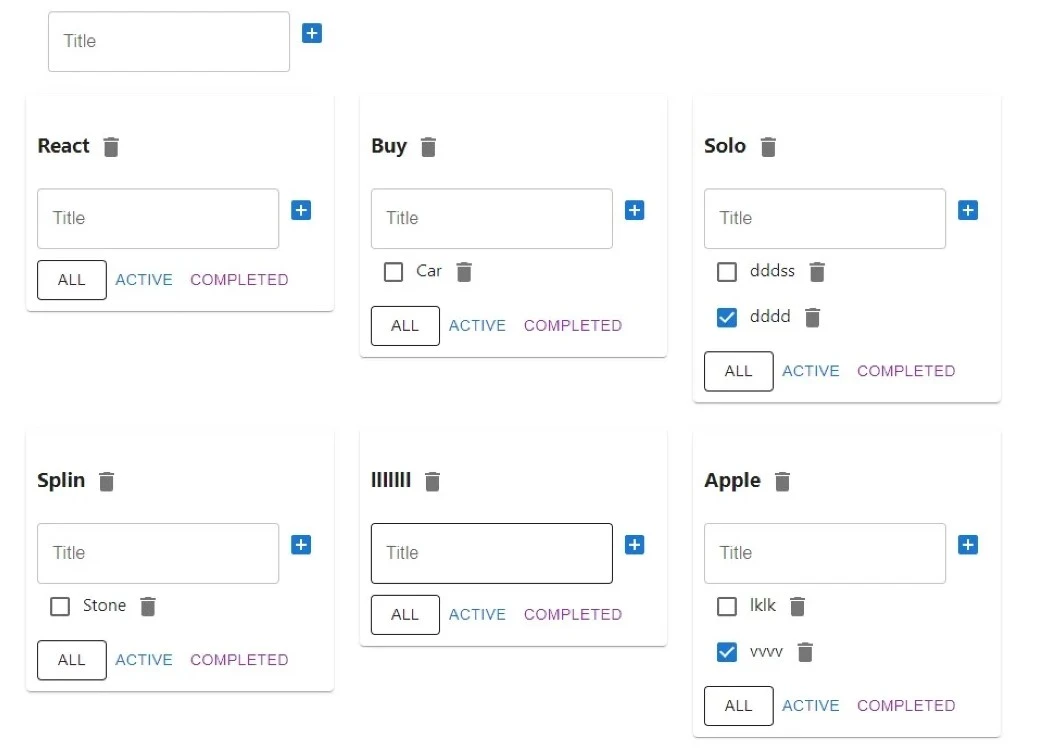 Title
React
Title
ALL ACTIVE COMPLETED
Buy
Title
Car
ALL ACTIVE COMPLETED
Solo
Title
dddss
dddd
ALL ACTIVE COMPLETED
Splin
Title
Stone
ALL ACTIVE COMPLETED
lllllll
Title
ALL ACTIVE COMPLETED
Apple
Title
lklk
vvvv
ALL ACTIVE COMPLETED